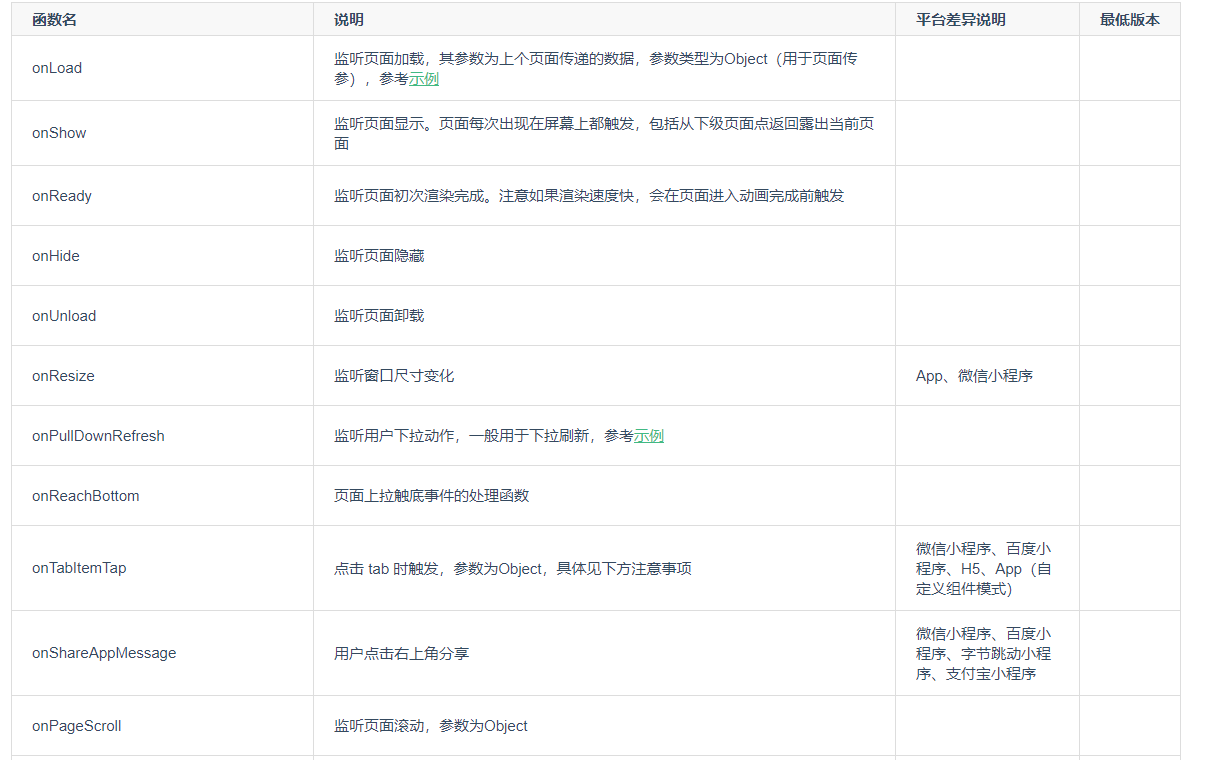 函数名 说明 平台差异说明 最低版本
onLoad
监听页面加载，其参数为上个页面传递的数据，参数类型为Object（用于页面传
参），参考示例
onShow
监听页面显示。页面每次出现在屏幕上都触发，包括从下级页面点返回露出当前页
面
onReady 监听页面初次渲染完成。注意如果渲染速度快，会在页面进入动画完成前触发
onHide 监听页面隐藏
onUnload 监听页面卸载
onResize 监听窗口尺寸变化 App、微信小程序
onPullDownRefresh 监听用户下拉动作，一般用于下拉刷新，参考示例
onReachBottom 页面上拉触底事件的处理函数
onTabItemTap 点击 tab 时触发，参数为Object，具体见下方注意事项
微信小程序、百度小
程序、H5、App（自
定义组件模式）
onShareAppMessage 用户点击右上角分享
微信小程序、百度小
程序、字节跳动小程
序、支付宝小程序
onPageScroll 监听页面滚动，参数为Object